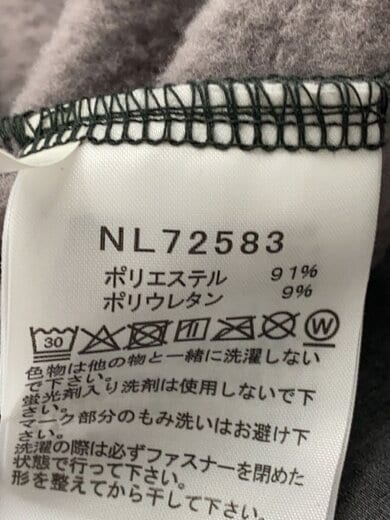 NL72583
ポリエステル 91%
ポリウレタン 9%
30 W
色物は他の物と一緒に洗濯しない
で下さい。
蛍光剤入り洗剤は使用しないで下
さい。
マーク部分のもみ洗いはお避け下
さい。
洗濯の際は必ずファスナーを閉めた
状態で行って下さい。
形を整えてから干して下さい。